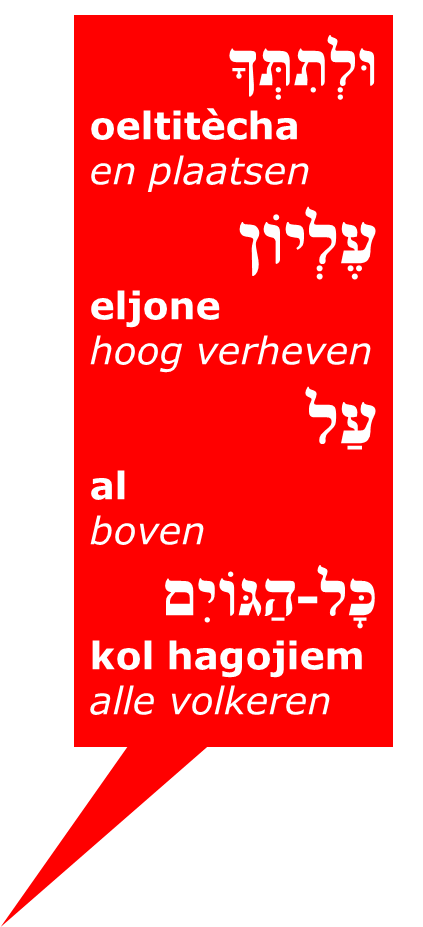 וּלְתִתְּךָ
oeltitècha
en plaatsen
עֶלְיוֹן
eljone
hoog verheven
עַל
al
boven
כָּל-הַגּוֹיִם
kol hagojiem
alle volkeren